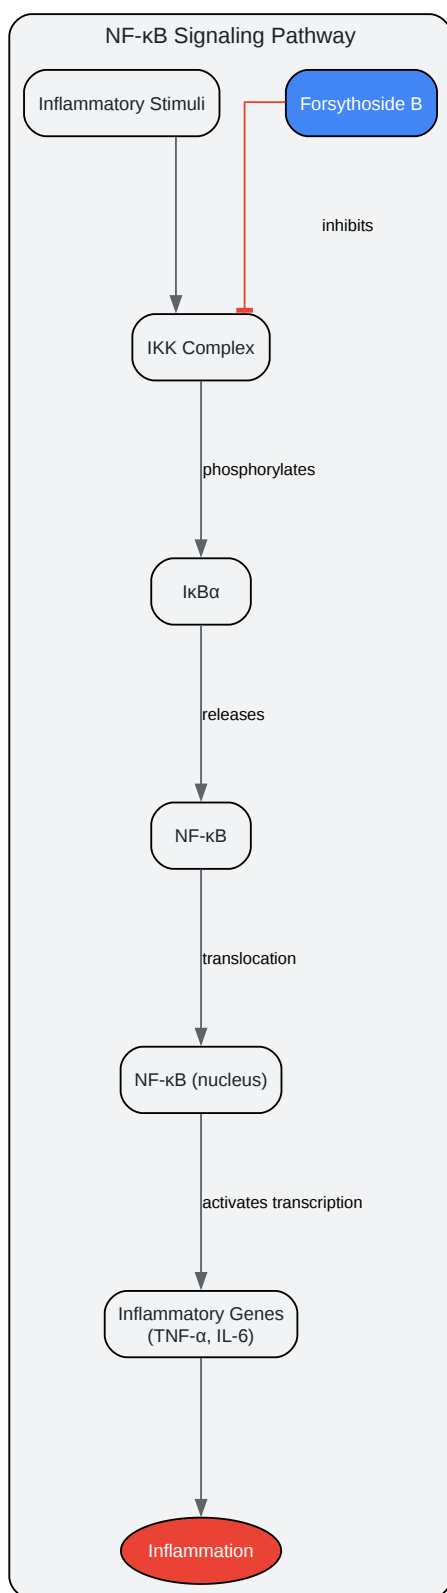 NF-κB Signaling Pathway
Inflammatory Stimuli
Forsythoside B
inhibits
IKK Complex
phosphorylates
IκBα
releases
NF-κB
translocation
NF-κB (nucleus)
activates transcription
Inflammatory Genes
(TNF-α, IL-6)
Inflammation